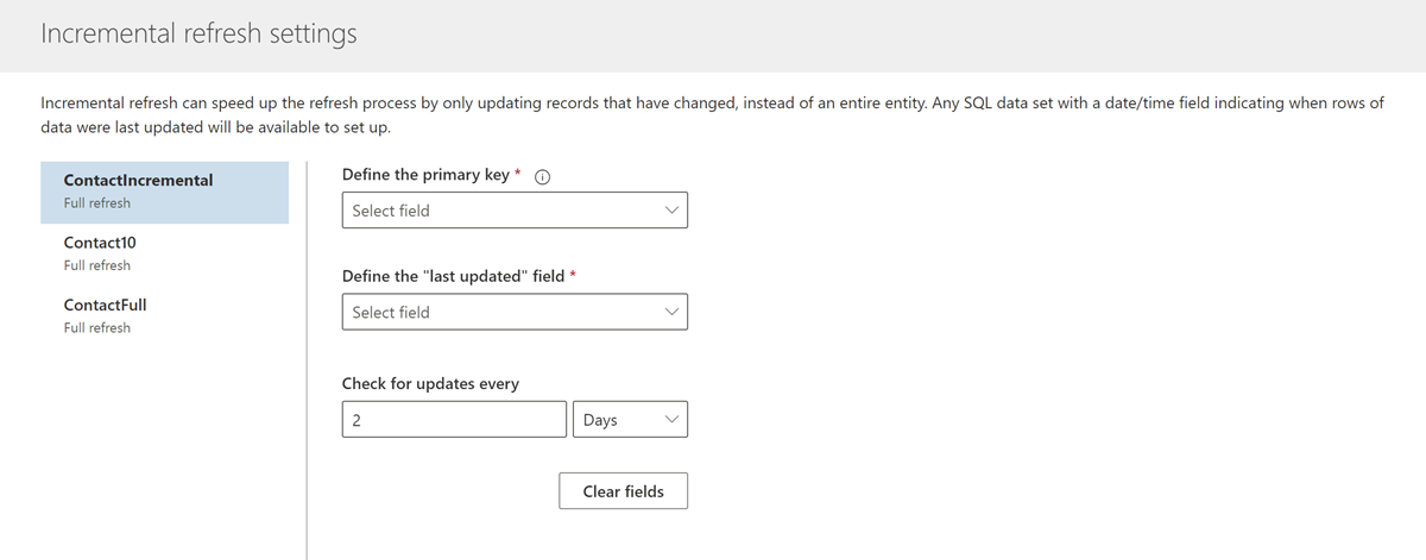 Incremental refresh settings
Incremental refresh can speed up the refresh process by only updating records that have changed, instead of an entire entity. Any SQL data set with a date/time field indicating when rows of
data were last updated will be available to set up.
ContactIncremental
Full refresh
Contact10
Full refresh
ContactFull
Full refresh
Define the primary key *
Select field
Define the "last updated" field *
Select field
Check for updates every
2
Days
Clear fields